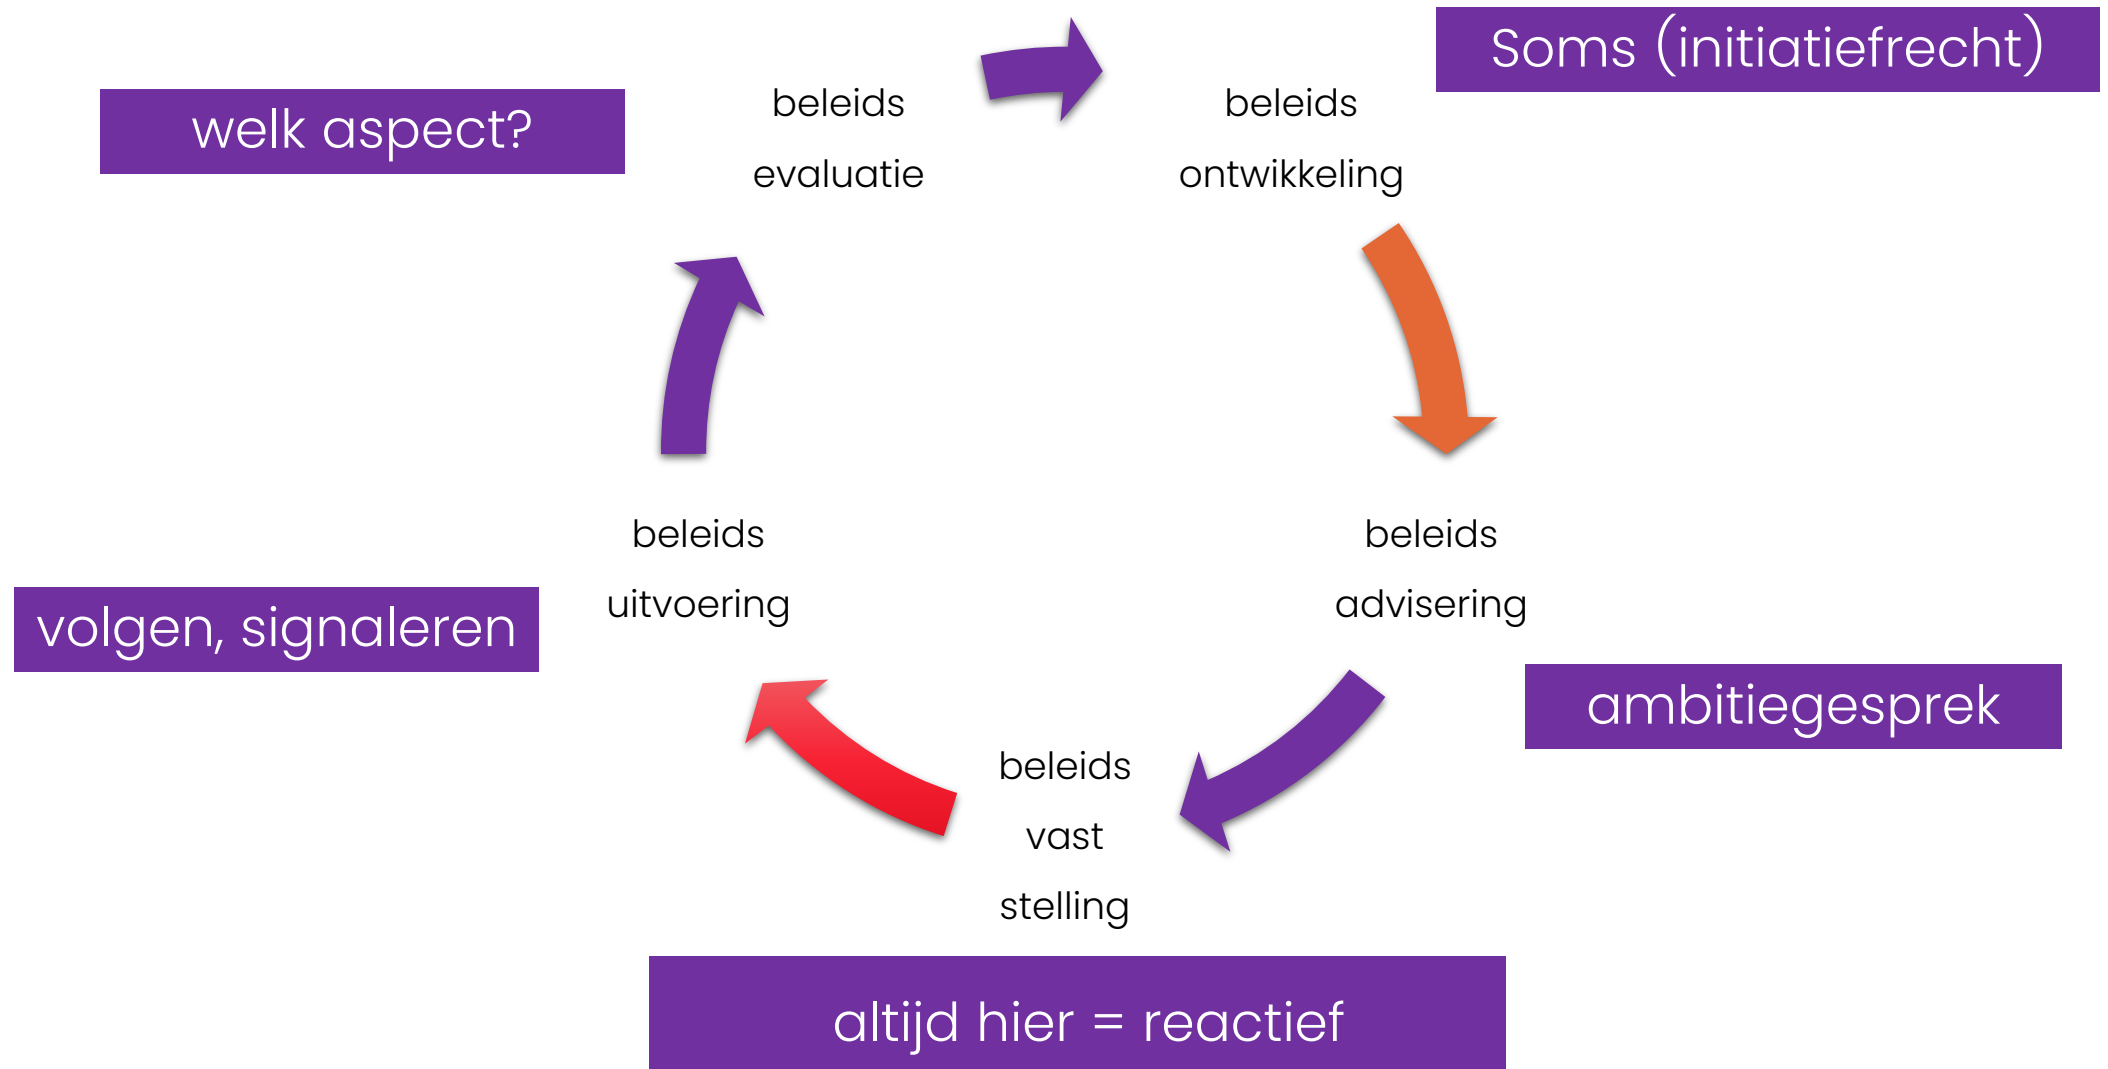 Soms (initiatiefrecht)
welk aspect?
beleids
evaluatie
beleids
ontwikkeling
beleids
uitvoering
beleids
advisering
volgen, signaleren
ambitiegesprek
beleids
vast
stelling
altijd hier = reactief